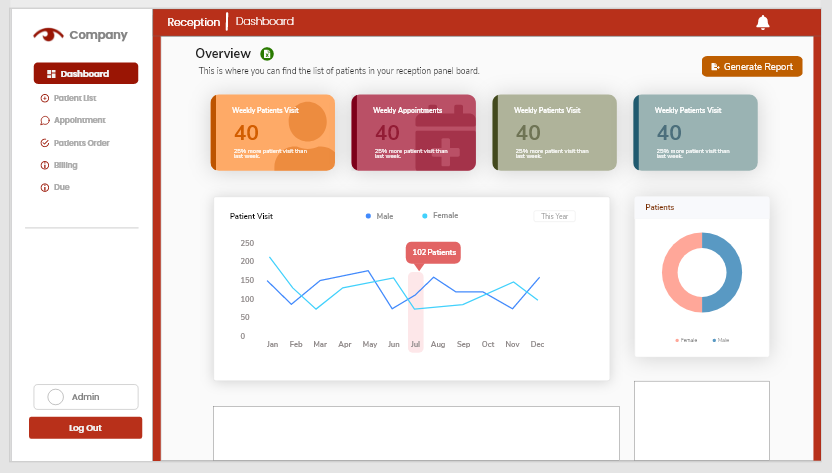 Company
Reception | Dashboard
Overview
This is where you can find the list of patients in your reception panel board.
Generate Report
Dashboard
Patient List
Appointment
Patients Order
Billing
Due
Admin
Log Out
Weekly Patients Visit
40
25% more patient visit than
last week.
Weekly Appointments
40
25% more patient visit than
last week.
Weekly Patients Visit
40
25% more patient visit than
last week.
Weekly Patients Visit
40
25% more patient visit than
last week.
Patient Visit
Male
Female
This Year
102 Patients
250
200
150
100
50
0
Jan Feb Mar Apr May Jun Jul Aug Sep Oct Nov Dec
Patients
Female Male